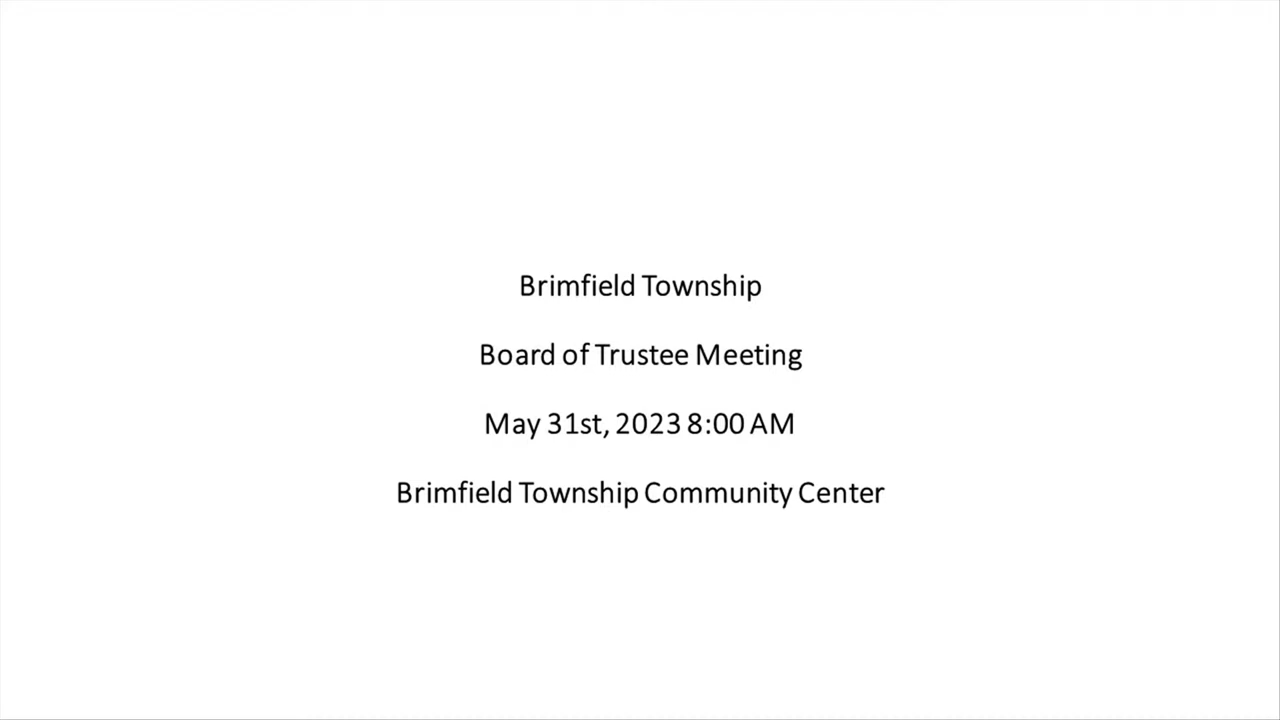 Brimfield Township
Board of Trustee Meeting
May 31st, 2023 8:00 AM
Brimfield Township Community Center